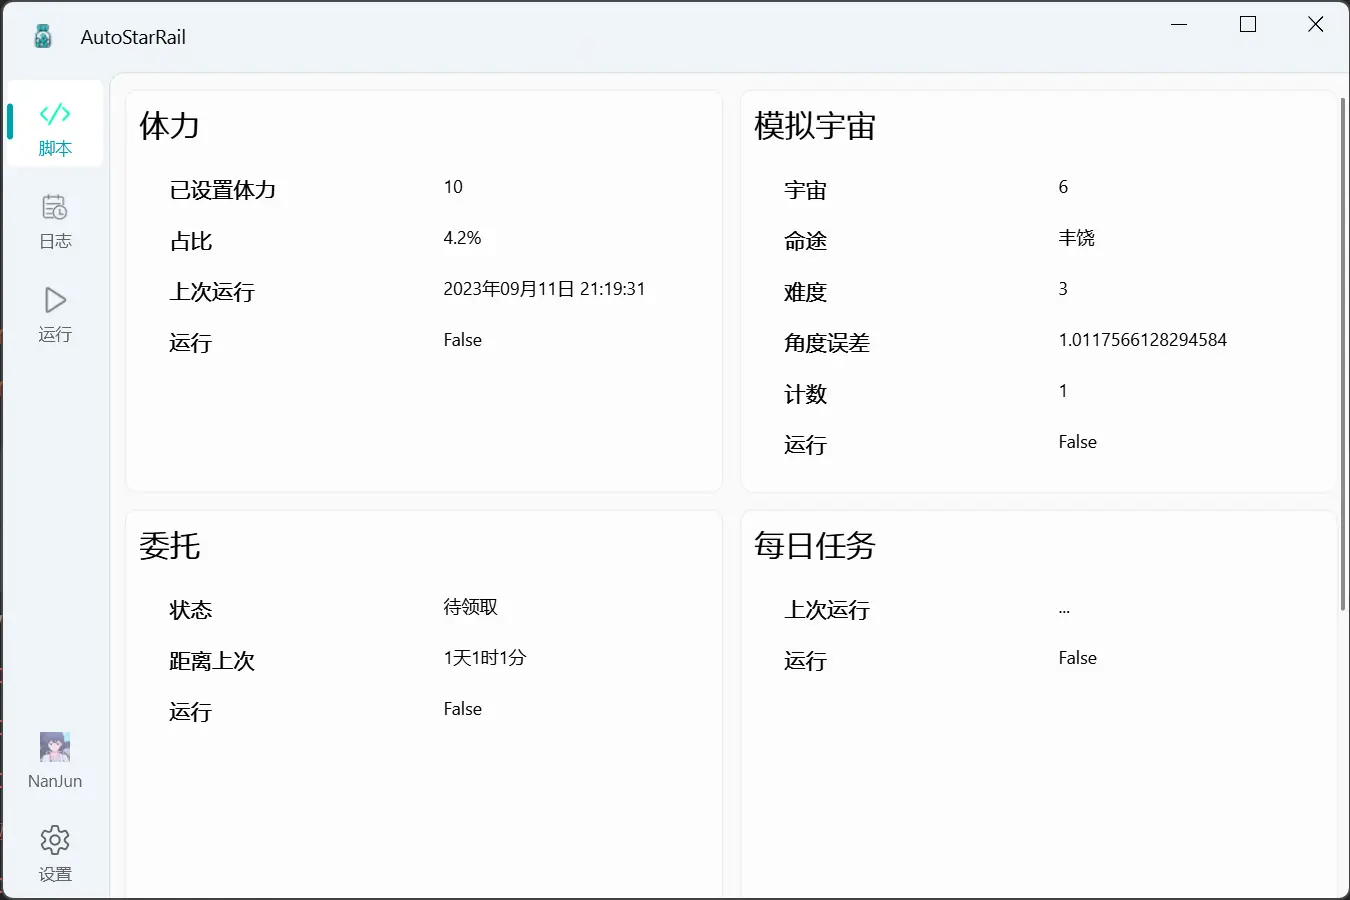 AutoStarRail
脚本
日志
运行
NanJun
设置
体力
已设置体力 10
占比 4.2%
上次运行 2023年09月11日 21:19:31
运行 False
模拟宇宙
宇宙 6
命途 丰饶
难度 3
角度误差 1.0117566128294584
计数 1
运行 False
委托
状态 待领取
距离上次 1天1时1分
运行 False
每日任务
上次运行 ...
运行 False